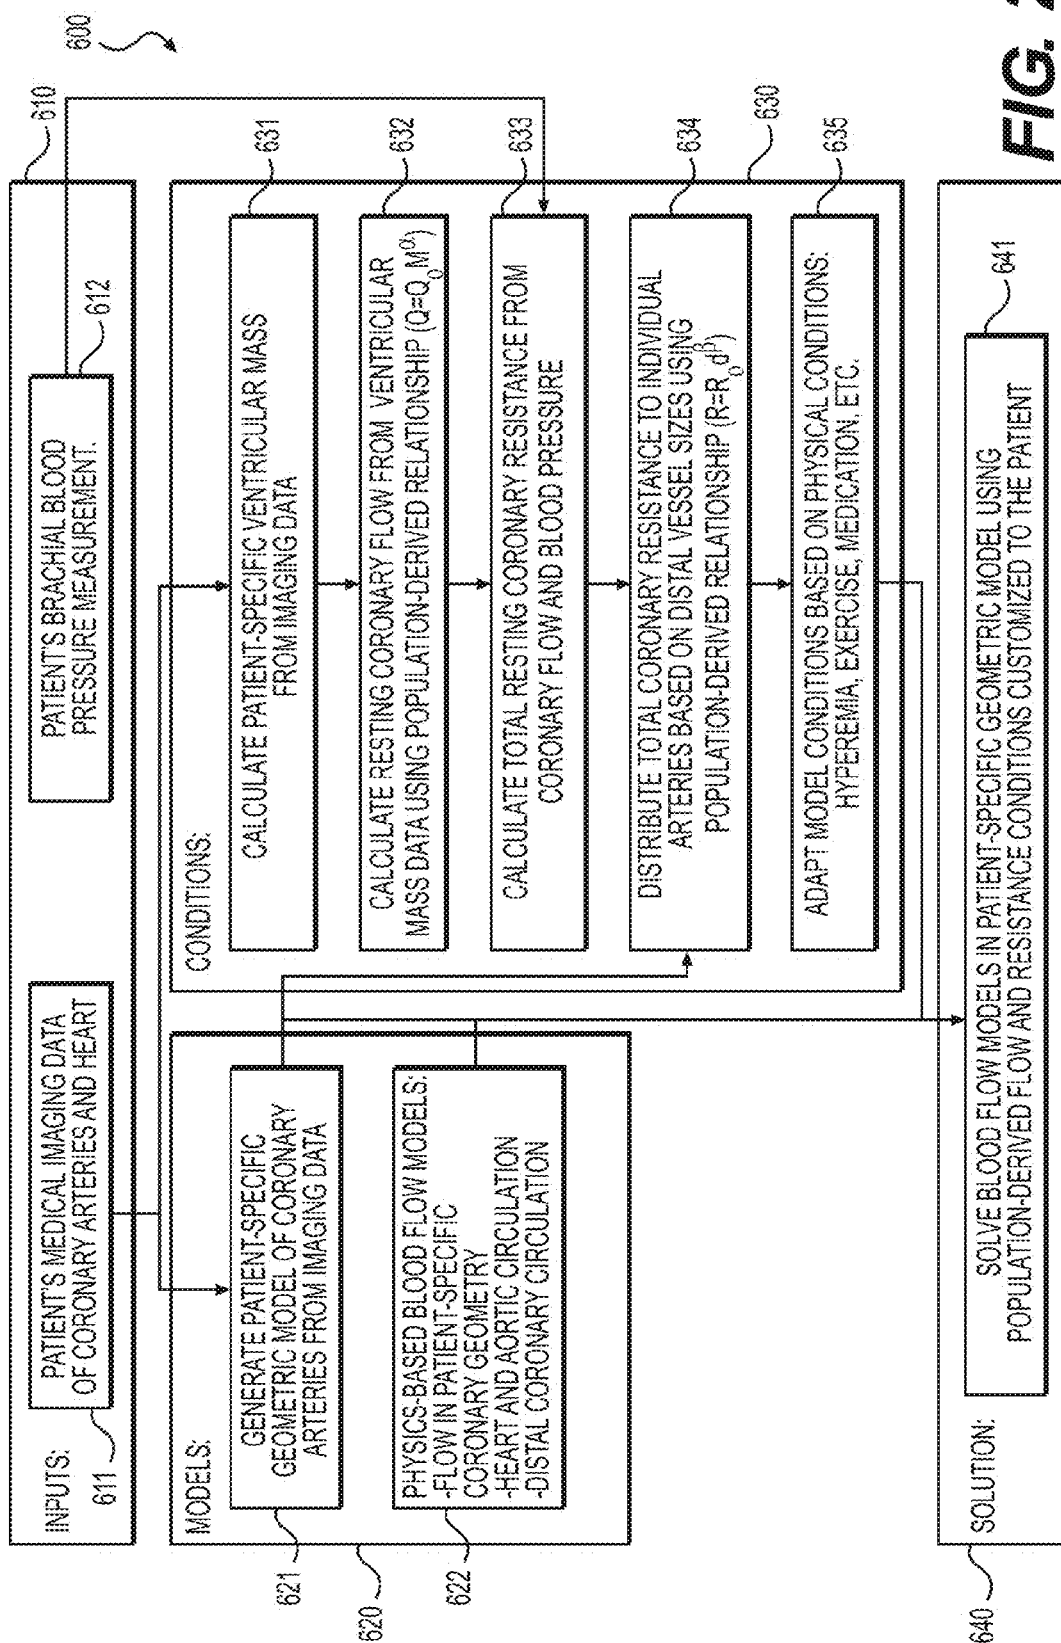 600
610
INPUTS:
PATIENT'S MEDICAL IMAGING DATA
OF CORONARY ARTERIES AND HEART
611
PATIENT'S BRACHIAL BLOOD
PRESSURE MEASUREMENT.
612
MODELS:
GENERATE PATIENT-SPECIFIC
GEOMETRIC MODEL OF CORONARY
ARTERIES FROM IMAGING DATA
621
620
PHYSICS-BASED BLOOD FLOW MODELS:
-FLOW IN PATIENT-SPECIFIC
CORONARY GEOMETRY
-HEART AND AORTIC CIRCULATION
-DISTAL CORONARY CIRCULATION
622
CONDITIONS:
CALCULATE PATIENT-SPECIFIC VENTRICULAR MASS
FROM IMAGING DATA
631
CALCULATE RESTING CORONARY FLOW FROM VENTRICULAR
MASS DATA USING POPULATION-DERIVED RELATIONSHIP (Q=Q₀M^α)
632
CALCULATE TOTAL RESTING CORONARY RESISTANCE FROM
CORONARY FLOW AND BLOOD PRESSURE
633
DISTRIBUTE TOTAL CORONARY RESISTANCE TO INDIVIDUAL
ARTERIES BASED ON DISTAL VESSEL SIZES USING
POPULATION-DERIVED RELATIONSHIP (R=R₀d^β)
634
630
ADAPT MODEL CONDITIONS BASED ON PHYSICAL CONDITIONS:
HYPEREMIA, EXERCISE, MEDICATION, ETC.
635
SOLUTION:
640
SOLVE BLOOD FLOW MODELS IN PATIENT-SPECIFIC GEOMETRIC MODEL USING
POPULATION-DERIVED FLOW AND RESISTANCE CONDITIONS CUSTOMIZED TO THE PATIENT
641
FIG.